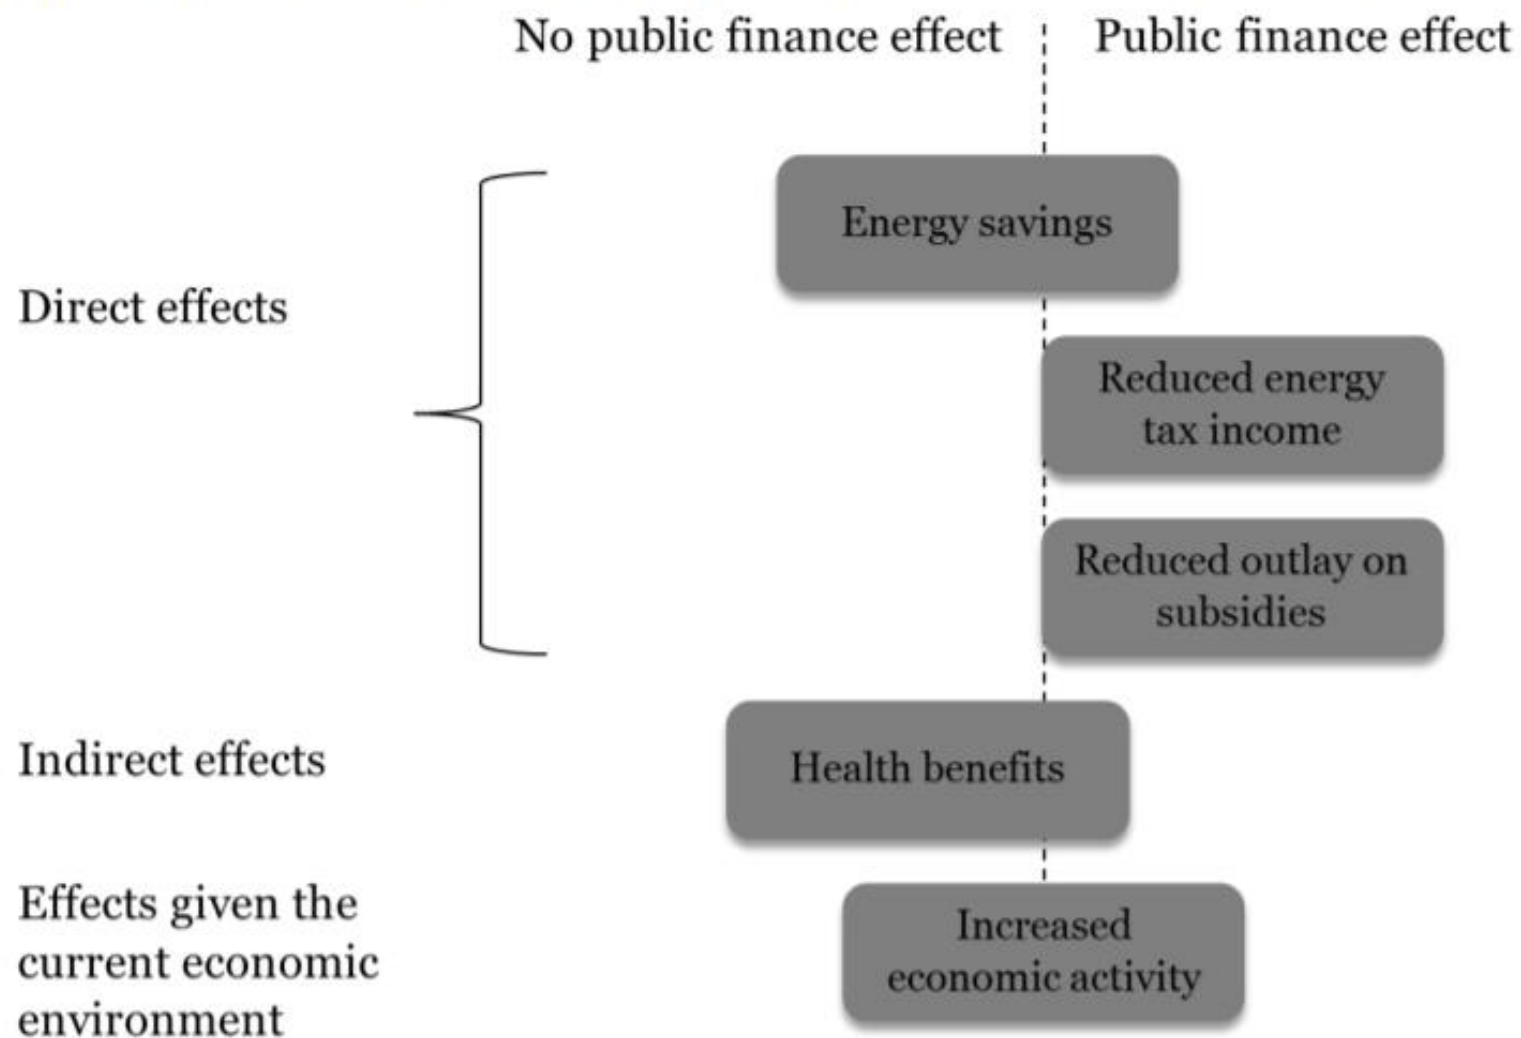 No public finance effect
Public finance effect
Energy savings
Direct effects
Reduced energy
tax income
Reduced outlay on
subsidies
Indirect effects
Health benefits
Effects given the
current economic
environment
Increased
economic activity